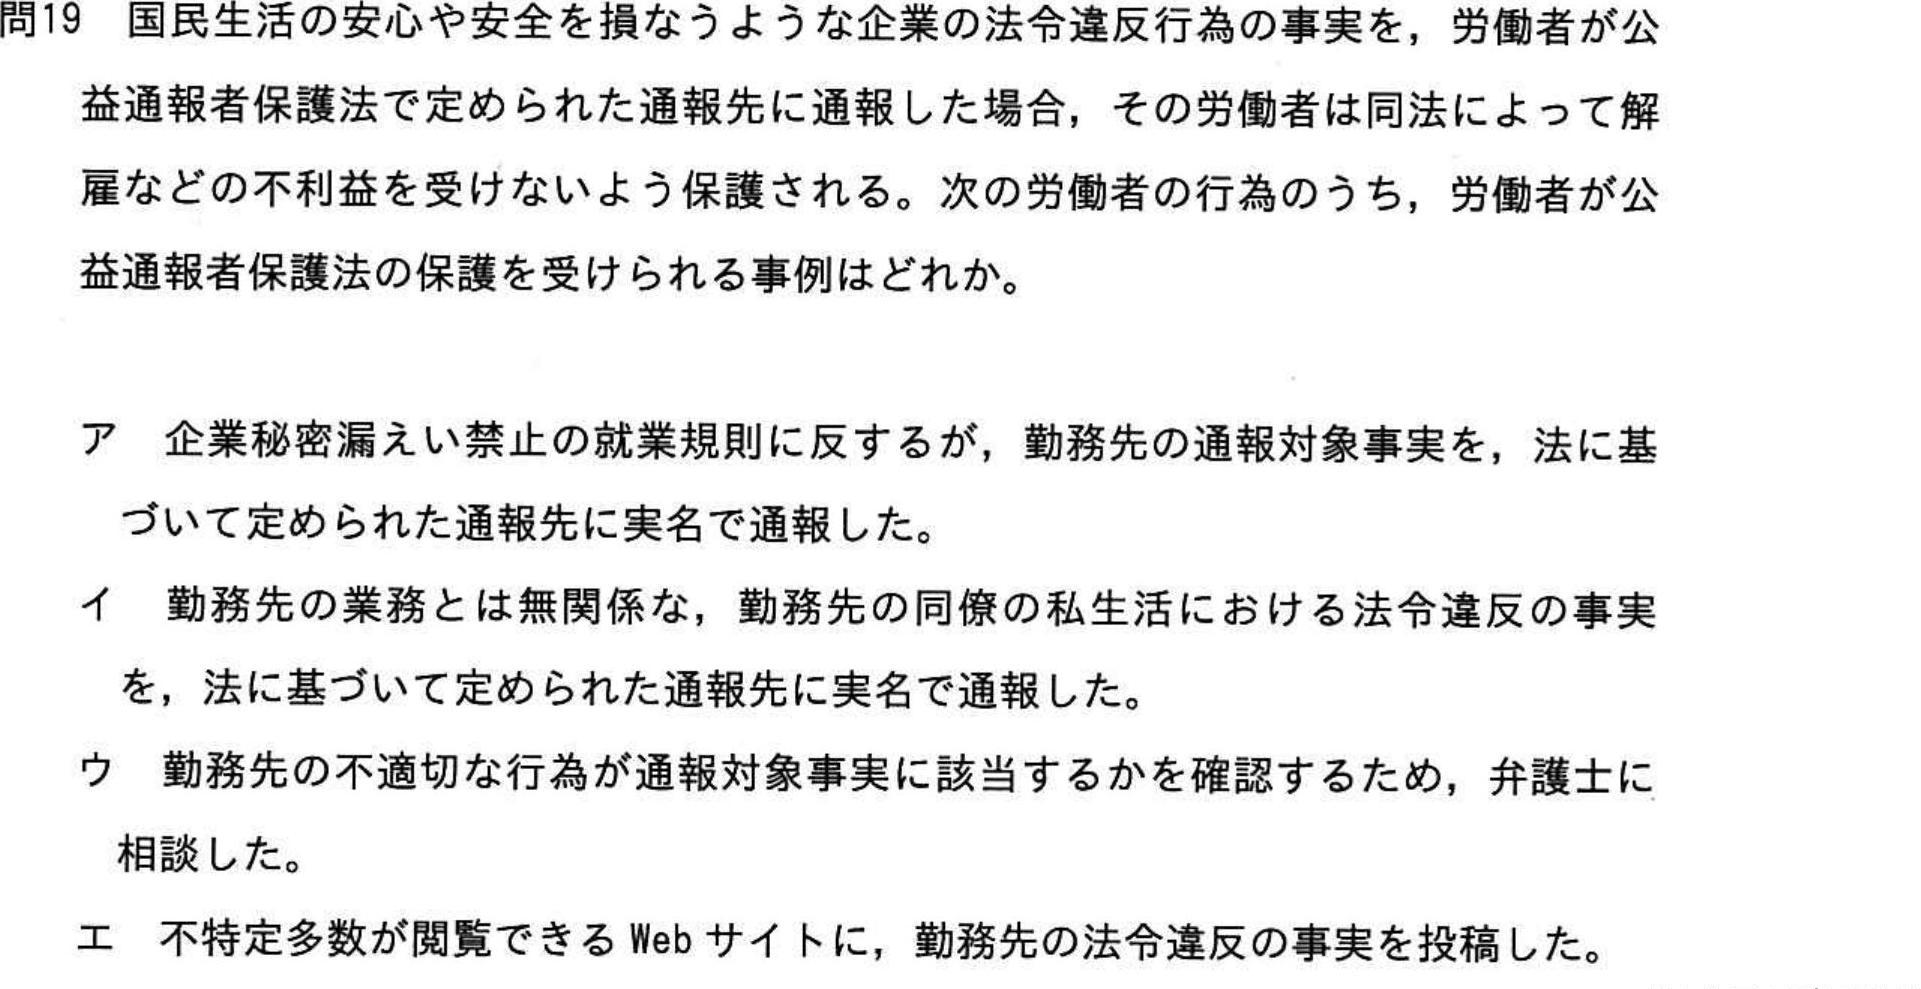 問19　国民生活の安心や安全を損なうような企業の法令違反行為の事実を，労働者が公
益通報者保護法で定められた通報先に通報した場合，その労働者は同法によって解
雇などの不利益を受けないよう保護される。次の労働者の行為のうち，労働者が公
益通報者保護法の保護を受けられる事例はどれか。
ア　企業秘密漏えい禁止の就業規則に反するが，勤務先の通報対象事実を，法に基
づいて定められた通報先に実名で通報した。
イ　勤務先の業務とは無関係な，勤務先の同僚の私生活における法令違反の事実
を，法に基づいて定められた通報先に実名で通報した。
ウ　勤務先の不適切な行為が通報対象事実に該当するかを確認するため，弁護士に
相談した。
エ　不特定多数が閲覧できる Web サイトに，勤務先の法令違反の事実を投稿した。